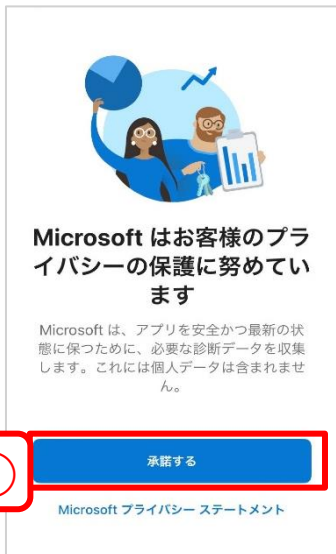 Microsoft はお客様のプラ
イバシーの保護に努めてい
ます
Microsoft は、アプリを安全かつ最新の状
態に保つために、必要な診断データを収集
します。これには個人データは含まれませ
ん。
承諾する
Microsoft プライバシー ステートメント